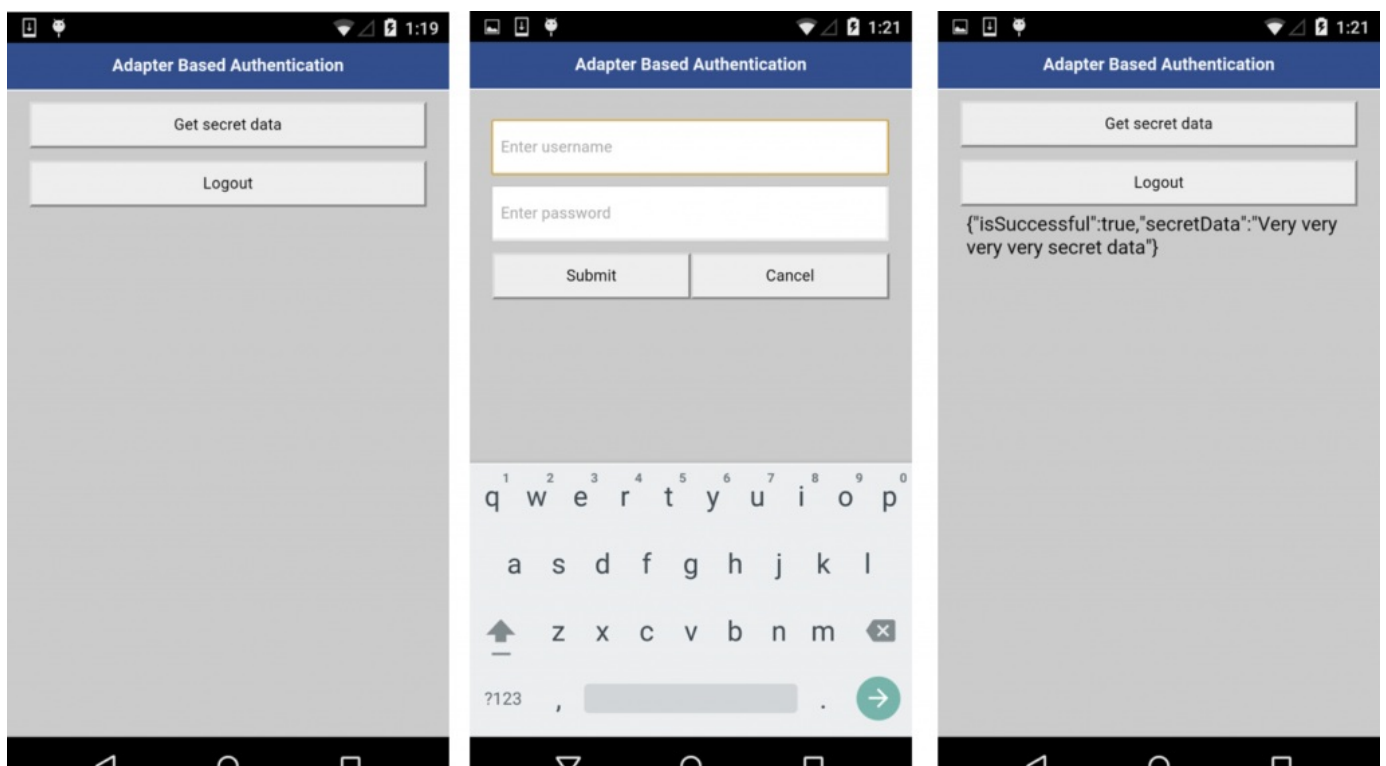 1:19
Adapter Based Authentication
Get secret data
Logout
1:21
Adapter Based Authentication
Enter username
Enter password
Submit
Cancel
1 2 3 4 5 6 7 8 9 0
q w e r t y u i o p
a s d f g h j k l
z x c v b n m
?123 , .
1:21
Adapter Based Authentication
Get secret data
Logout
{"isSuccessful":true,"secretData":"Very very
very very secret data"}